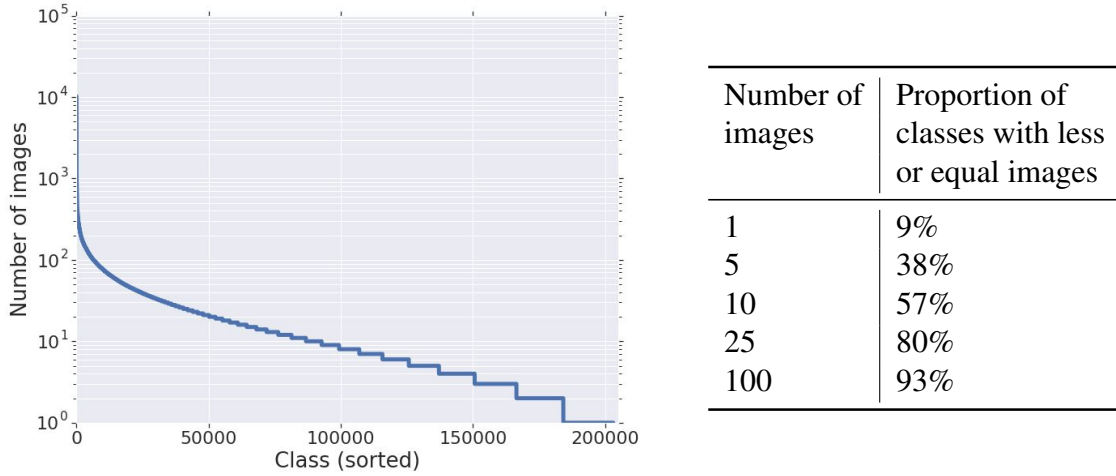 10^5
10^4
10^3
10^2
10^1
10^0
Number of images
0 50000 100000 150000 200000
Class (sorted)
Number of images | Proportion of classes with less or equal images
1 | 9%
5 | 38%
10 | 57%
25 | 80%
100 | 93%